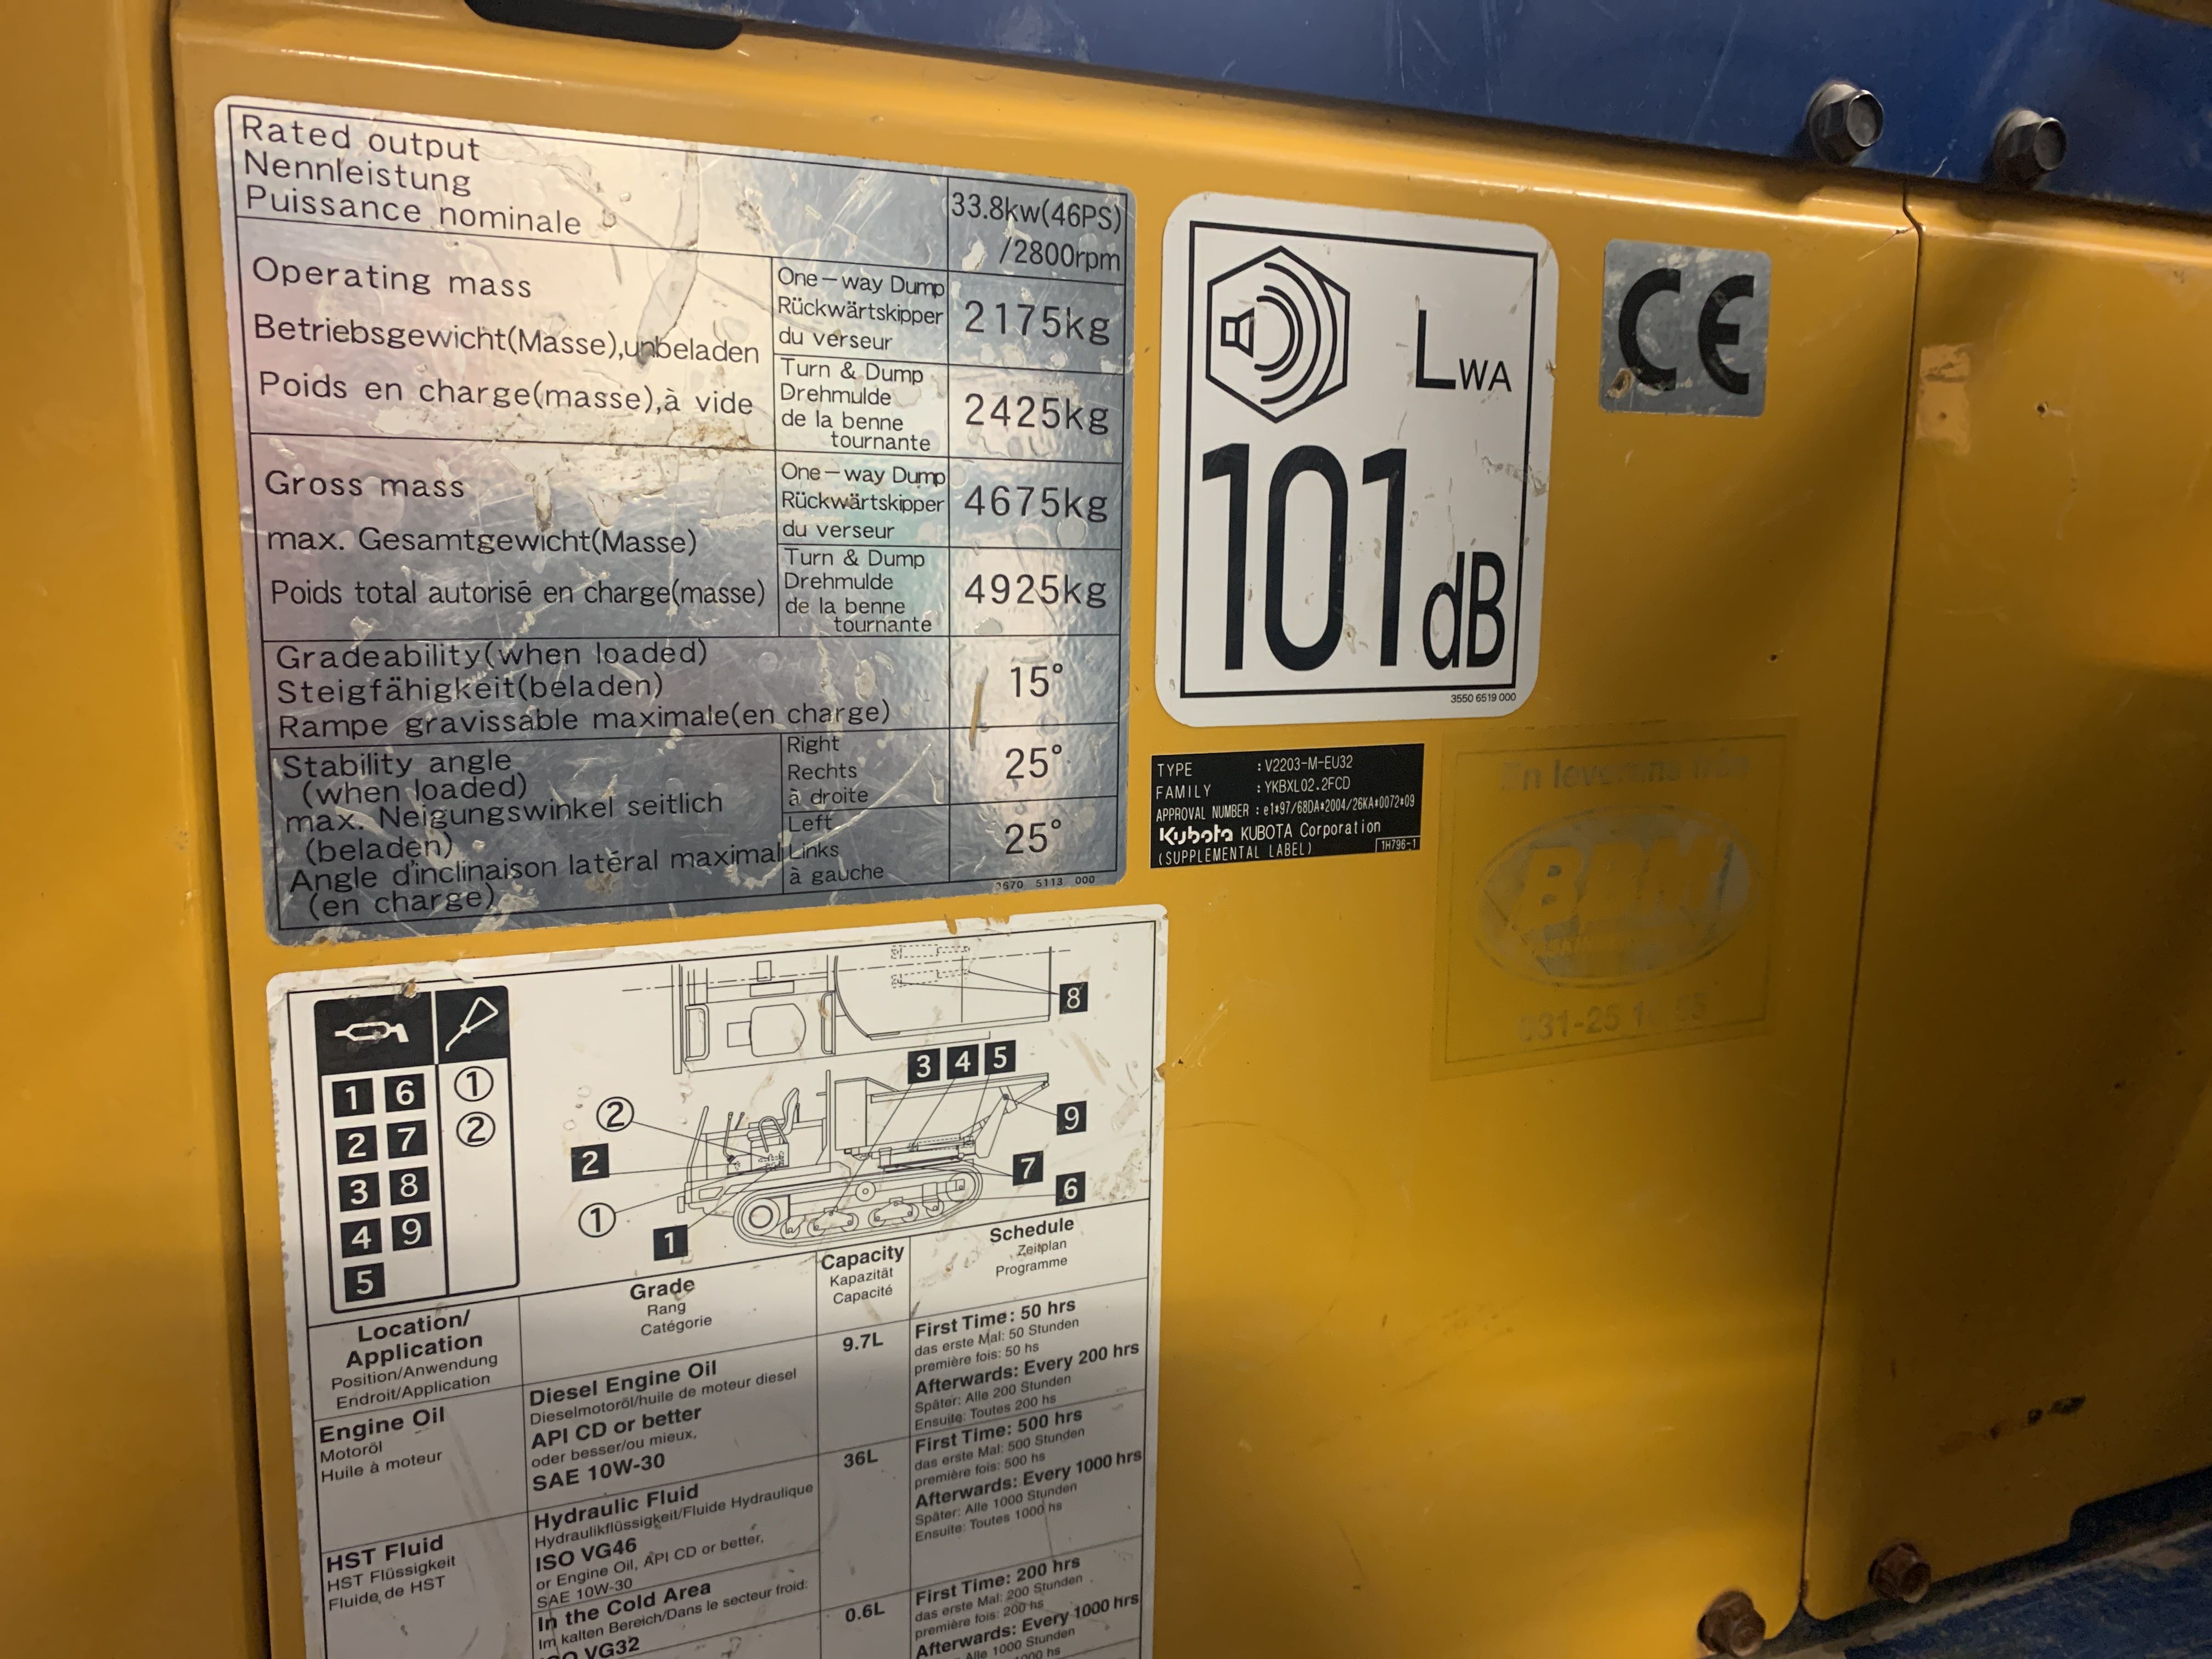 Rated output
Nennleistung
Puissance nominale
33.8kw(46PS)
/2800rpm
Operating mass
Betriebsgewicht(Masse),unbeladen
Poids en charge(masse),à vide
One-way Dump
Rückwärtskipper
du verseur
2175kg
Turn & Dump
Drehmulde
de la benne
tournante
2425kg
Gross mass
max. Gesamtgewicht(Masse)
Poids total autorisé en charge(masse)
One-way Dump
Rückwärtskipper
du verseur
4675kg
Turn & Dump
Drehmulde
de la benne
tournante
4925kg
Gradeability(when loaded)
Steigfähigkeit(beladen)
Rampe gravissable maximale(en charge)
15°
Stability angle
(when loaded)
max. Neigungswinkel seitlich
(beladen)
Angle d'inclinaison latéral maximal
(en charge)
Right
Rechts
à droite
25°
Left
Links
à gauche
25°
3670 5113 000
LWA
101dB
3550 6519 000
CE
TYPE : V2203-M-EU32
FAMILY : YKBXL02.2FCD
APPROVAL NUMBER : e1*97/68DA*2004/26KA*0072*09
Kubota KUBOTA Corporation
(SUPPLEMENTAL LABEL) 1H796-1
En leverans från
1 6
2 7
3 8
4 9
5
①
②
8
3 4 5
②
9
2
7
6
①
1
Location/
Application
Position/Anwendung
Endroit/Application
Grade
Rang
Catégorie
Capacity
Kapazität
Capacité
Schedule
Zeitplan
Programme
Engine Oil
Motoröl
Huile à moteur
Diesel Engine Oil
Dieselmotoröl/huile de moteur diesel
API CD or better
oder besser/ou mieux,
SAE 10W-30
9.7L
First Time: 50 hrs
das erste Mal: 50 Stunden
première fois: 50 hs
Afterwards: Every 200 hrs
Später: Alle 200 Stunden
Ensuite: Toutes 200 hs
HST Fluid
HST Flüssigkeit
Fluide de HST
Hydraulic Fluid
Hydraulikflüssigkeit/Fluide Hydraulique
ISO VG46
or Engine Oil, API CD or better,
SAE 10W-30
In the Cold Area
Im kalten Bereich/Dans le secteur froid:
ISO VG32
36L
First Time: 500 hrs
das erste Mal: 500 Stunden
première fois: 500 hs
Afterwards: Every 1000 hrs
Später: Alle 1000 Stunden
Ensuite: Toutes 1000 hs
0.6L
First Time: 200 hrs
das erste Mal: 200 Stunden
première fois: 200 hs
Afterwards: Every 1000 hrs
Alle 1000 Stunden